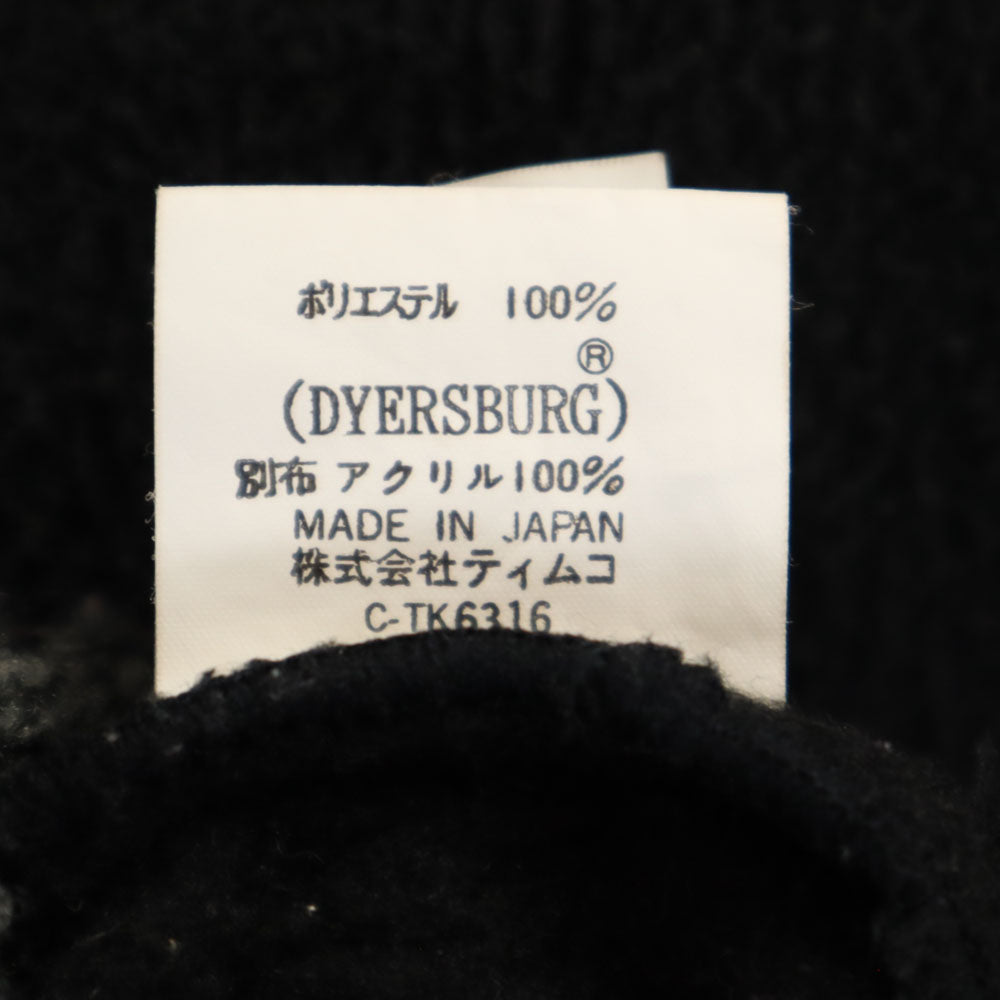 ポリエステル 100%
®
(DYERSBURG)
別布 アクリル100%
MADE IN JAPAN
株式会社ティムコ
C-TK6316